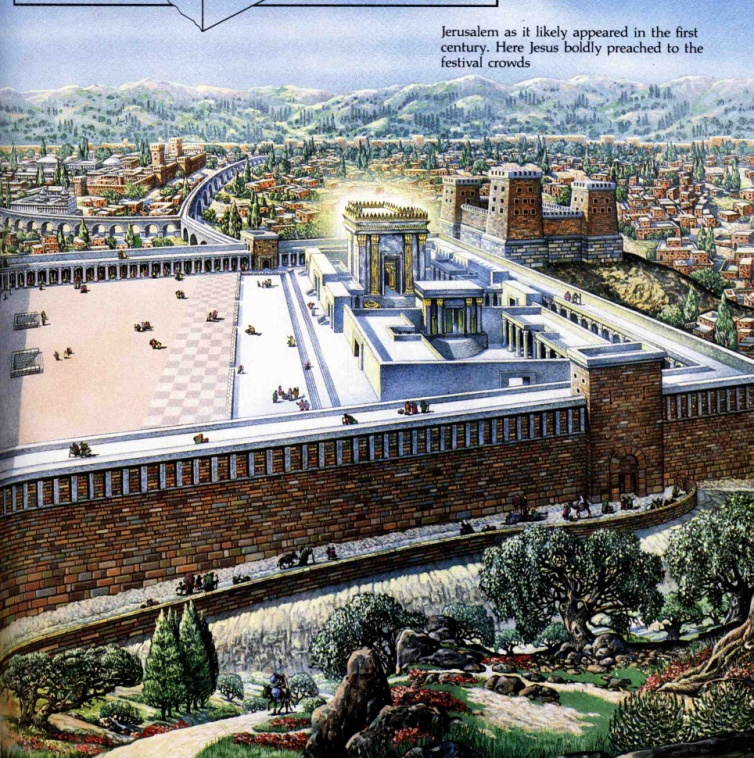 Jerusalem as it likely appeared in the first
century. Here Jesus boldly preached to the
festival crowds